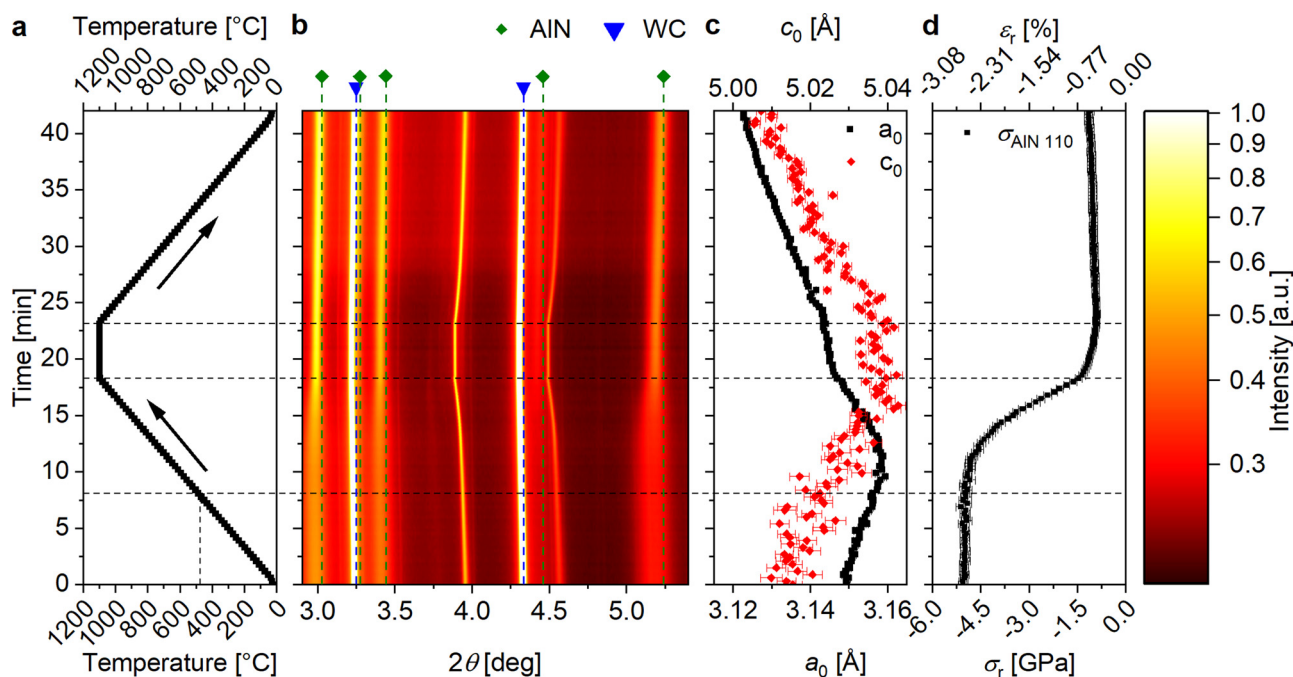 a
Temperature [°C]
1200 1000 800 600 400 200 0
Time [min]
0 5 10 15 20 25 30 35 40
1200 1000 800 600 400 200 0
Temperature [°C]
b
AlN WC
3.0 3.5 4.0 4.5 5.0
2θ [deg]
c
c₀ [Å]
5.00 5.02 5.04
a₀
c₀
3.12 3.14 3.16
a₀ [Å]
d
εᵣ [%]
-3.08 -2.31 -1.54 -0.77 0.00
σAlN 110
-6.0 -4.5 -3.0 -1.5 0.0
σᵣ [GPa]
1.0
0.9
0.8
0.7
0.6
0.5
0.4
0.3
Intensity [a.u.]